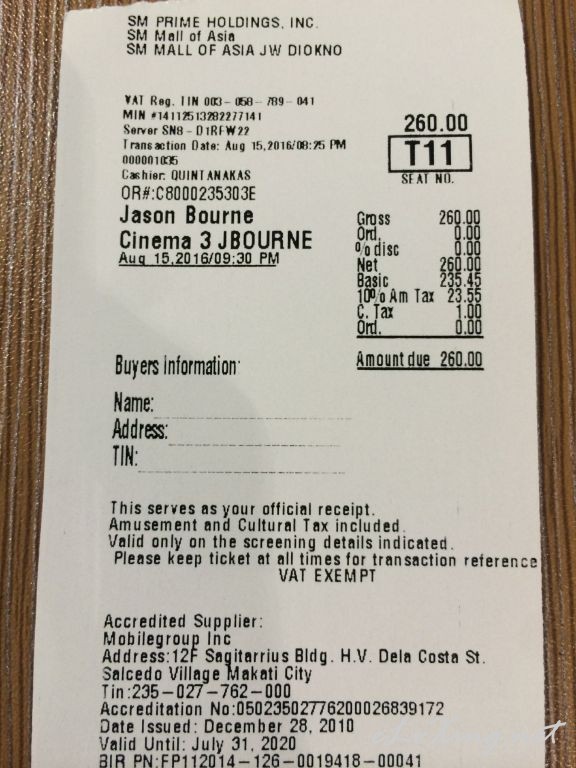 SM PRIME HOLDINGS, INC.
SM Mall of Asia
SM MALL OF ASIA JW DIOKNO
VAT Reg. TIN 003-058-789-041
MIN #14112513282277141
Server SN8-D1RFW22
Transaction Date: Aug 15,2016/08:25 PM
000001035
Cashier: QUINTANAKAS
OR#:C8000235303E
260.00
T11
SEAT NO.
Jason Bourne
Cinema 3 JBOURNE
Aug 15,2016/09:30 PM
Gross 260.00
Ord. 0.00
%disc 0.00
Net 260.00
Basic 235.45
10% Am Tax 23.55
C. Tax 1.00
Ord. 0.00
Amount due 260.00
Buyers information:
Name:
Address:
TIN:
This serves as your official receipt.
Amusement and Cultural Tax included.
Valid only on the screening details indicated.
Please keep ticket at all times for transaction reference
VAT EXEMPT
Accredited Supplier:
Mobilegroup Inc
Address:12F Sagitarrius Bldg. H.V. Dela Costa St.
Salcedo Village Makati City
Tin:235-027-762-000
Accreditation No:05023502776200026839172
Date Issued: December 28, 2010
Valid Until: July 31, 2020
BIR PN:FP112014-126-0019418-00041